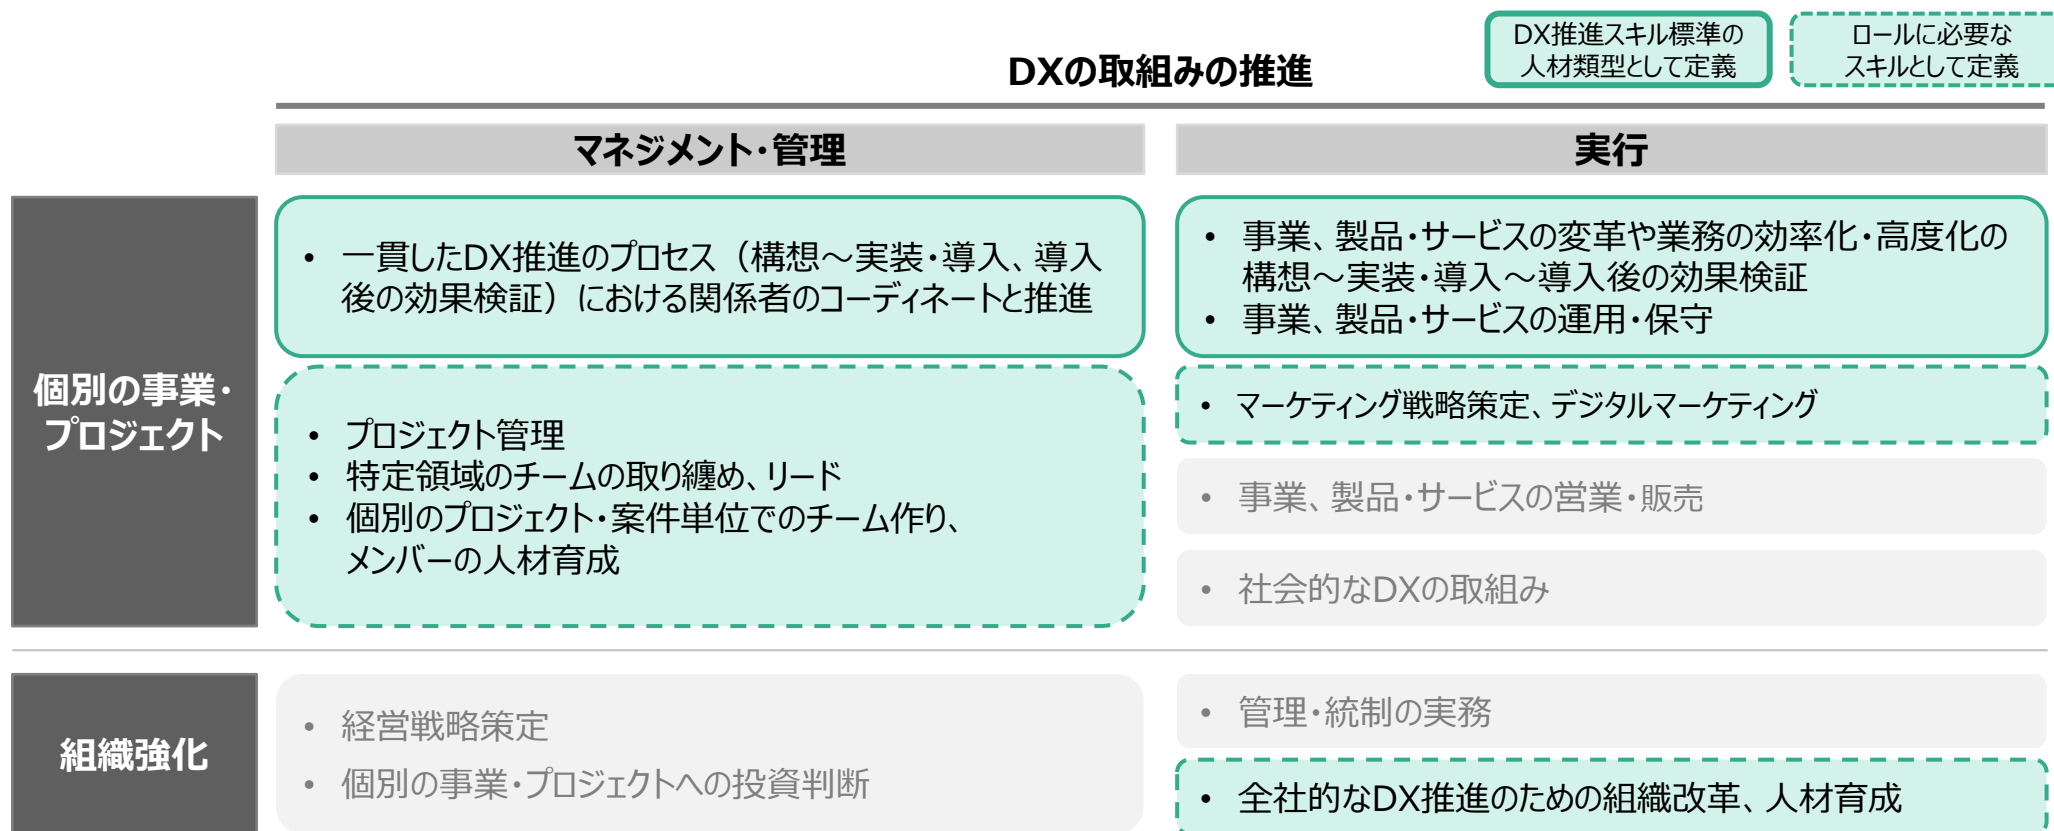 DXの取組みの推進
DX推進スキル標準の
人材類型として定義
ロールに必要な
スキルとして定義
マネジメント・管理
実行
個別の事業・
プロジェクト
• 一貫したDX推進のプロセス（構想～実装・導入、導入
後の効果検証）における関係者のコーディネートと推進
• プロジェクト管理
• 特定領域のチームの取り纏め、リード
• 個別のプロジェクト・案件単位でのチーム作り、
メンバーの人材育成
• 事業、製品・サービスの変革や業務の効率化・高度化の
構想～実装・導入～導入後の効果検証
• 事業、製品・サービスの運用・保守
• マーケティング戦略策定、デジタルマーケティング
• 事業、製品・サービスの営業・販売
• 社会的なDXの取組み
組織強化
• 経営戦略策定
• 個別の事業・プロジェクトへの投資判断
• 管理・統制の実務
• 全社的なDX推進のための組織改革、人材育成